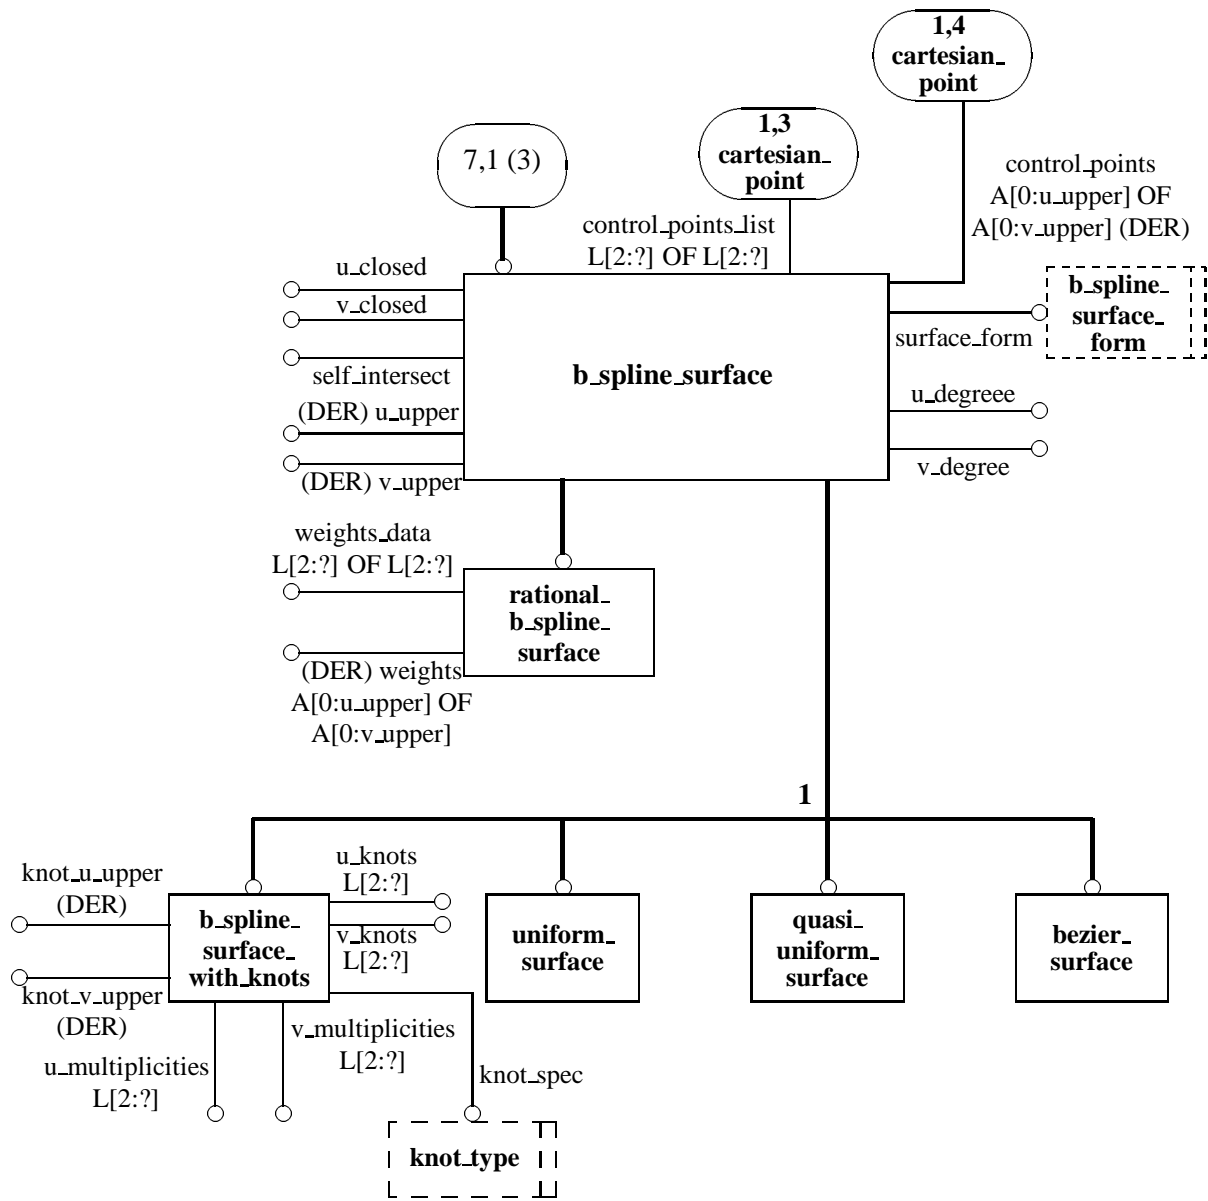 1,4
cartesian_
point
1,3
cartesian_
point
7,1 (3)
control_points
A[0:u_upper] OF
A[0:v_upper] (DER)
control_points_list
L[2:?] OF L[2:?]
u_closed
v_closed
self_intersect
(DER) u_upper
(DER) v_upper
b_spline_surface
b_spline_
surface_
form
surface_form
u_degreee
v_degree
weights_data
L[2:?] OF L[2:?]
rational_
b_spline_
surface
(DER) weights
A[0:u_upper] OF
A[0:v_upper]
1
knot_u_upper
(DER)
u_knots
L[2:?]
b_spline_
surface_
with_knots
v_knots
L[2:?]
uniform_
surface
quasi_
uniform_
surface
bezier_
surface
knot_v_upper
(DER)
v_multiplicities
L[2:?]
u_multiplicities
L[2:?]
knot_spec
knot_type